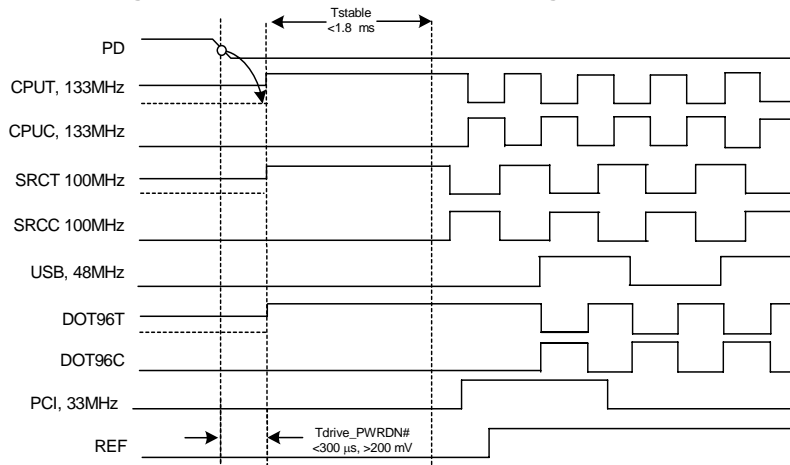 Tstable
<1.8 ms
PD
CPUT, 133MHz
CPUC, 133MHz
SRCT 100MHz
SRCC 100MHz
USB, 48MHz
DOT96T
DOT96C
PCI, 33MHz
Tdrive_PWRDN#
<300 µs, >200 mV
REF